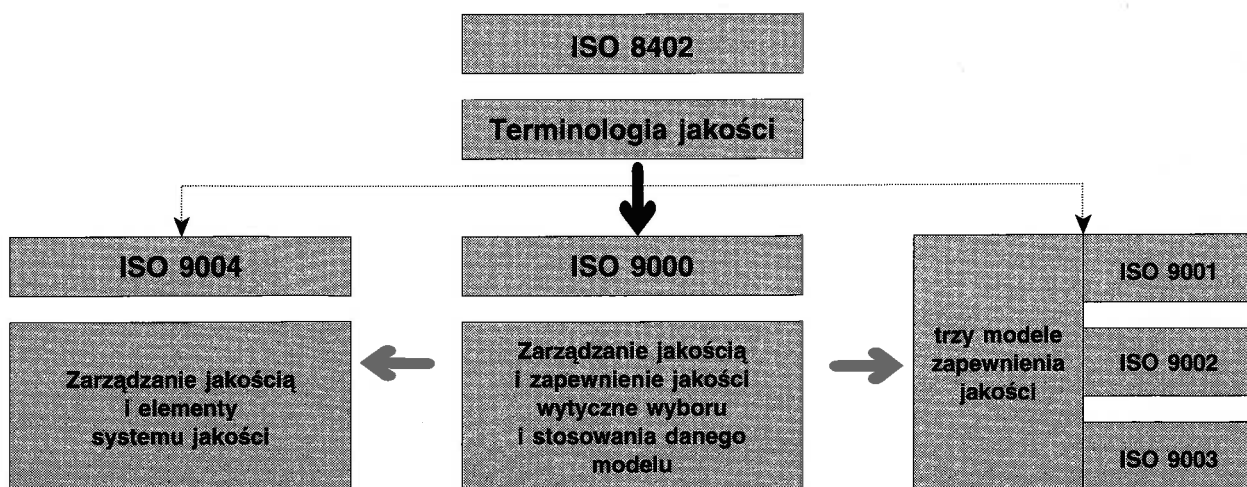 ISO 8402
Terminologia jakości
ISO 9004
Zarządzanie jakością
i elementy
systemu jakości
ISO 9000
Zarządzanie jakością
i zapewnienie jakości
wytyczne wyboru
i stosowania danego
modelu
trzy modele
zapewnienia
jakości
ISO 9001
ISO 9002
ISO 9003